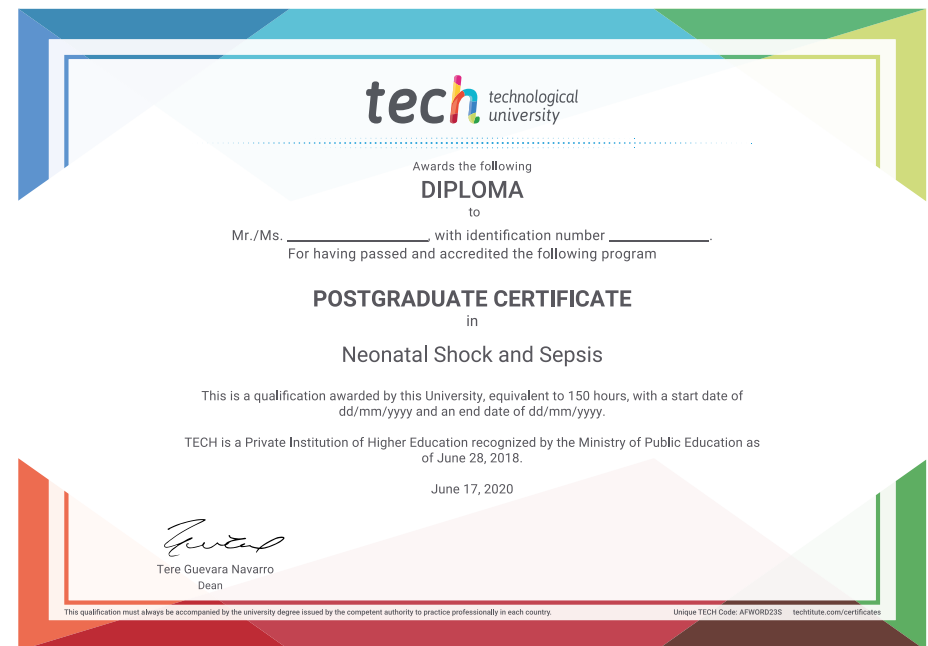 tech technological
university
Awards the following
DIPLOMA
to
Mr./Ms. ____________________, with identification number ______________.
For having passed and accredited the following program
POSTGRADUATE CERTIFICATE
in
Neonatal Shock and Sepsis
This is a qualification awarded by this University, equivalent to 150 hours, with a start date of
dd/mm/yyyy and an end date of dd/mm/yyyy.
TECH is a Private Institution of Higher Education recognized by the Ministry of Public Education as
of June 28, 2018.
June 17, 2020
Tere Guevara Navarro
Dean
This qualification must always be accompanied by the university degree issued by the competent authority to practice professionally in each country.
Unique TECH Code: AFWORD23S techtitute.com/certificates